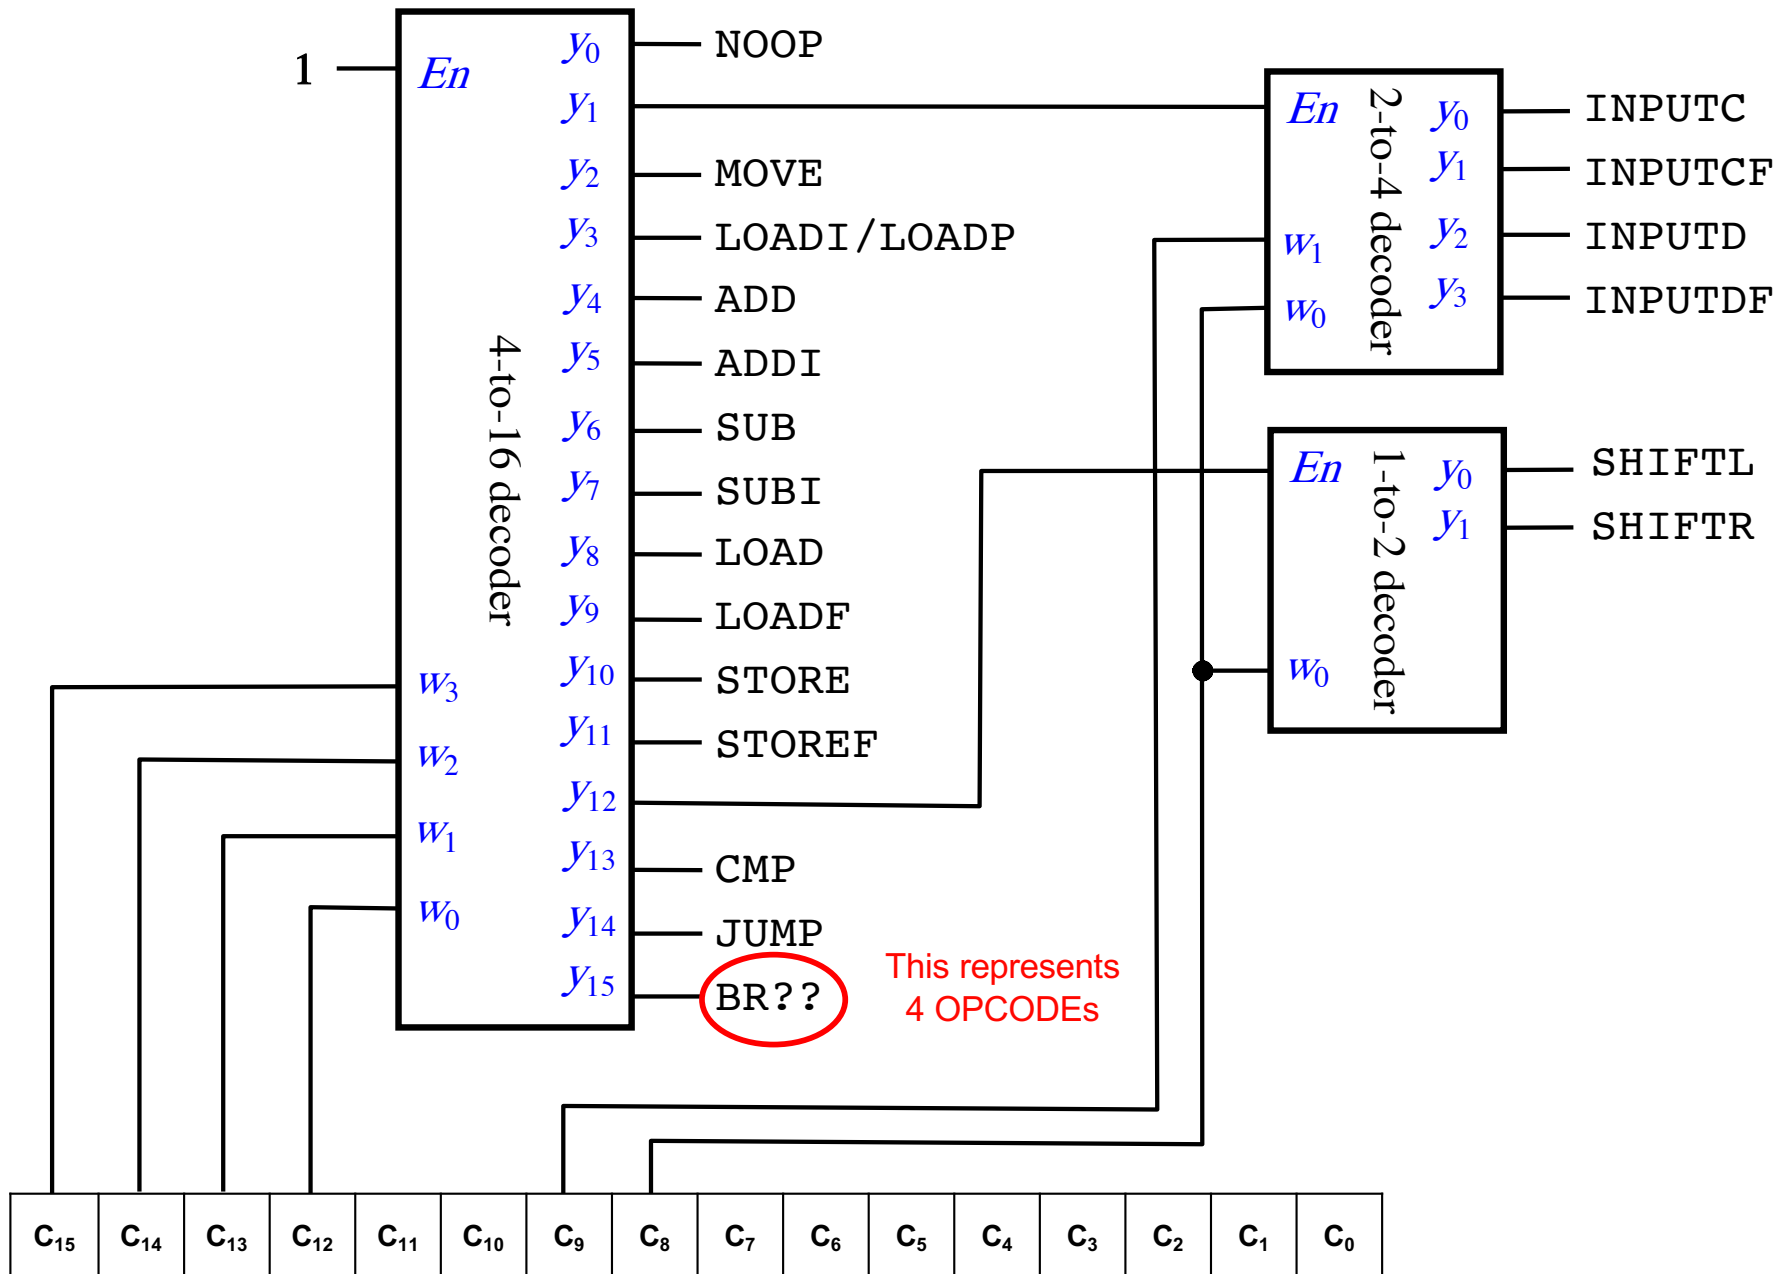 1
En
y₀
y₁
y₂
y₃
y₄
y₅
y₆
y₇
y₈
y₉
y₁₀
y₁₁
y₁₂
y₁₃
y₁₄
y₁₅
w₃
w₂
w₁
w₀
4-to-16 decoder
NOOP
MOVE
LOADI/LOADP
ADD
ADDI
SUB
SUBI
LOAD
LOADF
STORE
STOREF
CMP
JUMP
BR??
This represents
4 OPCODEs
En
w₁
w₀
2-to-4 decoder
y₀
y₁
y₂
y₃
INPUTC
INPUTCF
INPUTD
INPUTDF
En
w₀
1-to-2 decoder
y₀
y₁
SHIFTL
SHIFTR
C₁₅ C₁₄ C₁₃ C₁₂ C₁₁ C₁₀ C₉ C₈ C₇ C₆ C₅ C₄ C₃ C₂ C₁ C₀